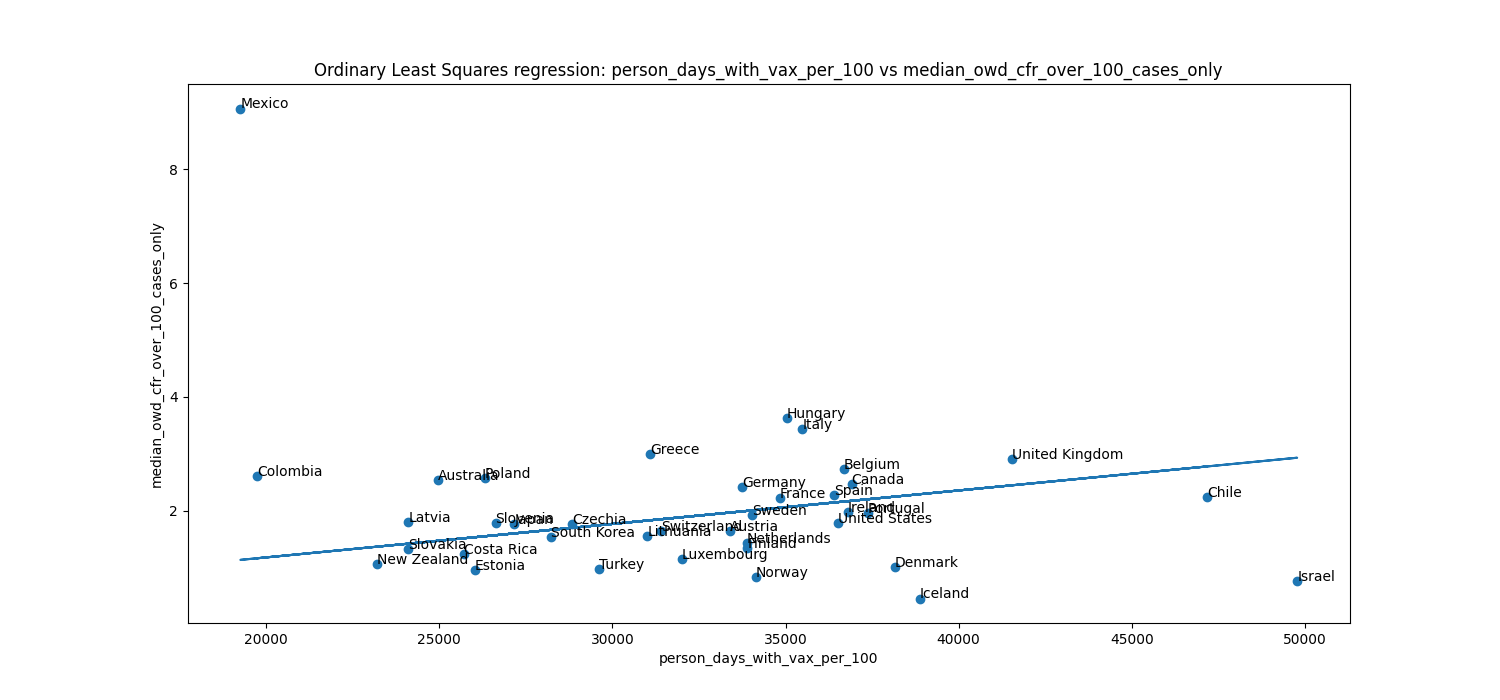 Ordinary Least Squares regression: person_days_with_vax_per_100 vs median_owd_cfr_over_100_cases_only
median_owd_cfr_over_100_cases_only
8
6
4
2
Mexico
Hungary
Italy
Greece
United Kingdom
Belgium
Colombia
Australia
Poland
Canada
Germany
Spain
France
Chile
Ireland
Portugal
Sweden
Latvia
Slovenia
Japan
Czechia
United States
Switzerland
Austria
South Korea
Lithuania
Netherlands
Finland
Slovakia
Costa Rica
Luxembourg
New Zealand
Estonia
Turkey
Denmark
Norway
Israel
Iceland
20000 25000 30000 35000 40000 45000 50000
person_days_with_vax_per_100